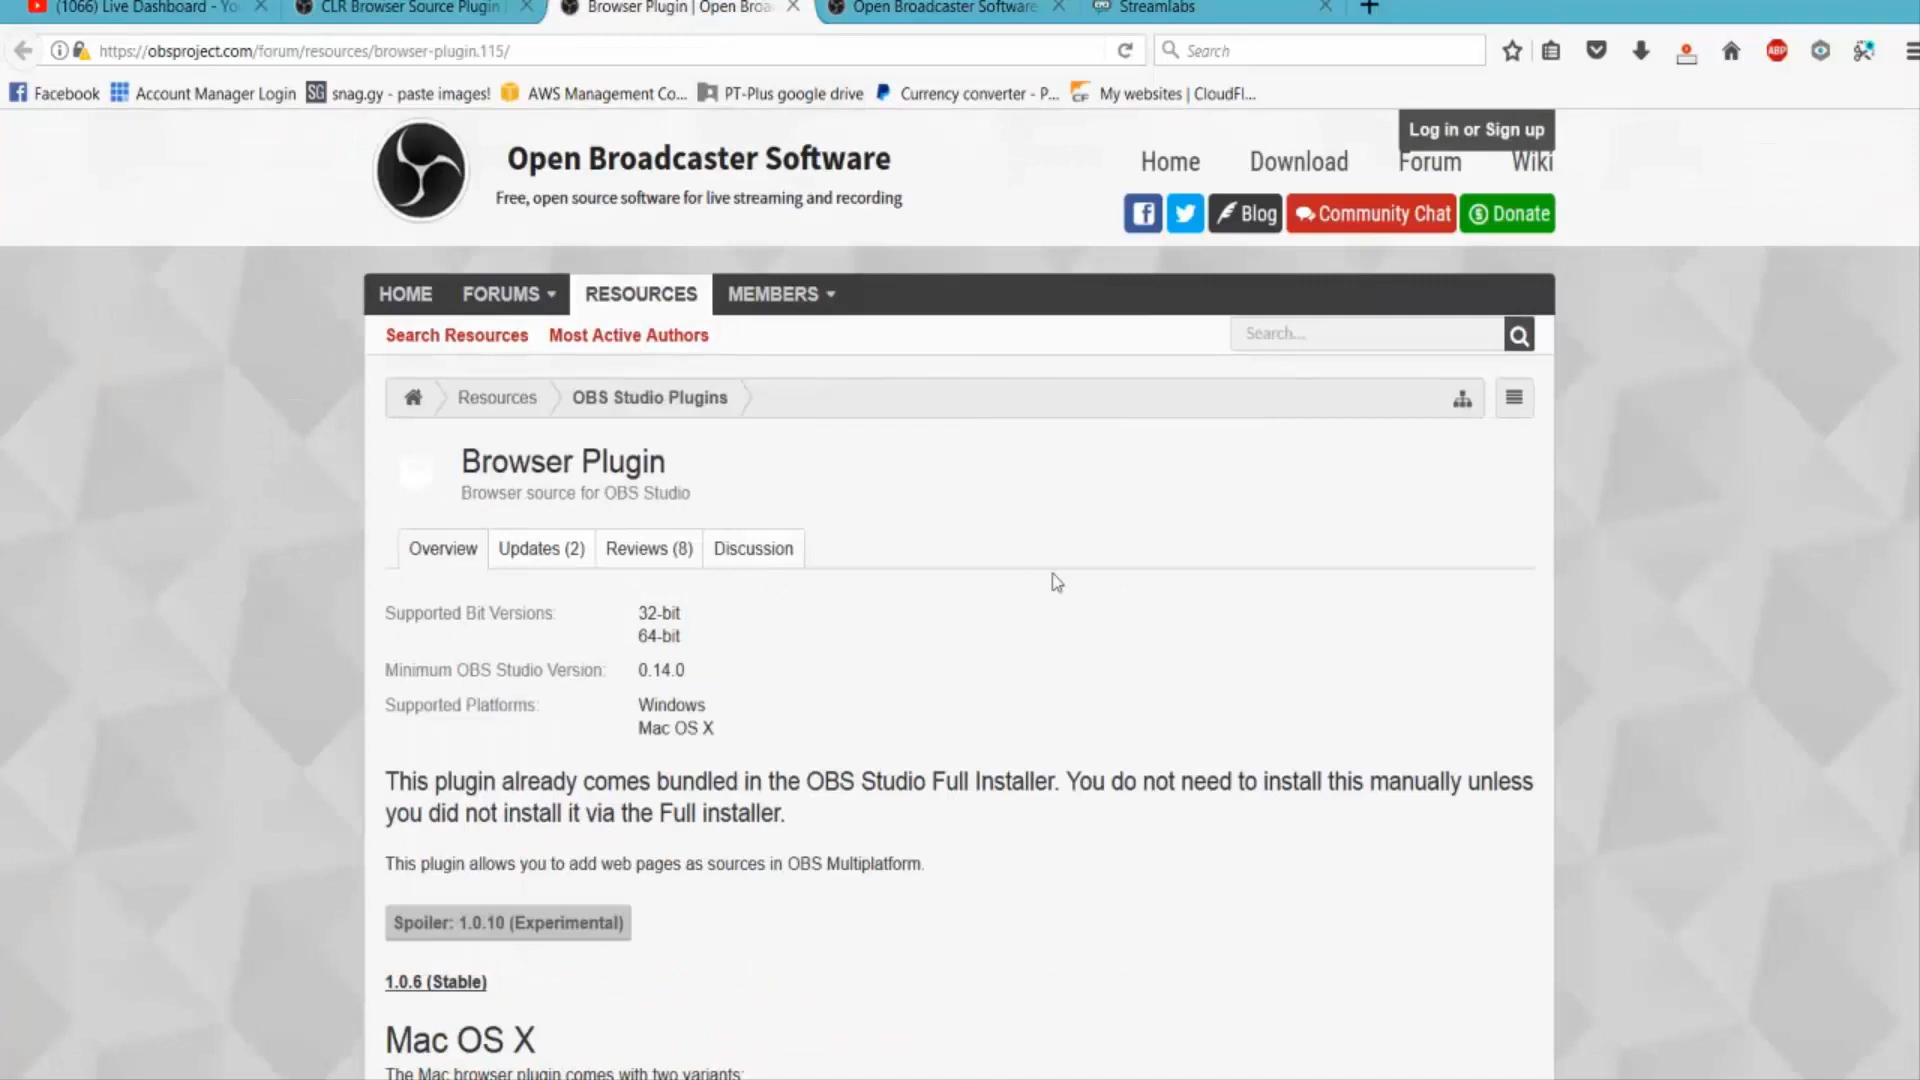 (1066) Live Dashboard - Yo
CLR Browser Source Plugin
Browser Plugin | Open Broa
Open Broadcaster Software
Streamlabs
https://obsproject.com/forum/resources/browser-plugin.115/
Search
Facebook
Account Manager Login
SG snag.gy - paste images!
AWS Management Co...
PT-Plus google drive
Currency converter - P...
CF My websites | CloudFl...
ABP
Log in or Sign up
Open Broadcaster Software
Home Download Forum Wiki
Free, open source software for live streaming and recording
Blog Community Chat Donate
HOME FORUMS RESOURCES MEMBERS
Search Resources Most Active Authors
Search...
Resources OBS Studio Plugins
Browser Plugin
Browser source for OBS Studio
Overview Updates (2) Reviews (8) Discussion
Supported Bit Versions: 32-bit
64-bit
Minimum OBS Studio Version: 0.14.0
Supported Platforms: Windows
Mac OS X
This plugin already comes bundled in the OBS Studio Full Installer. You do not need to install this manually unless
you did not install it via the Full installer.
This plugin allows you to add web pages as sources in OBS Multiplatform.
Spoiler: 1.0.10 (Experimental)
1.0.6 (Stable)
Mac OS X
The Mac browser plugin comes with two variants: